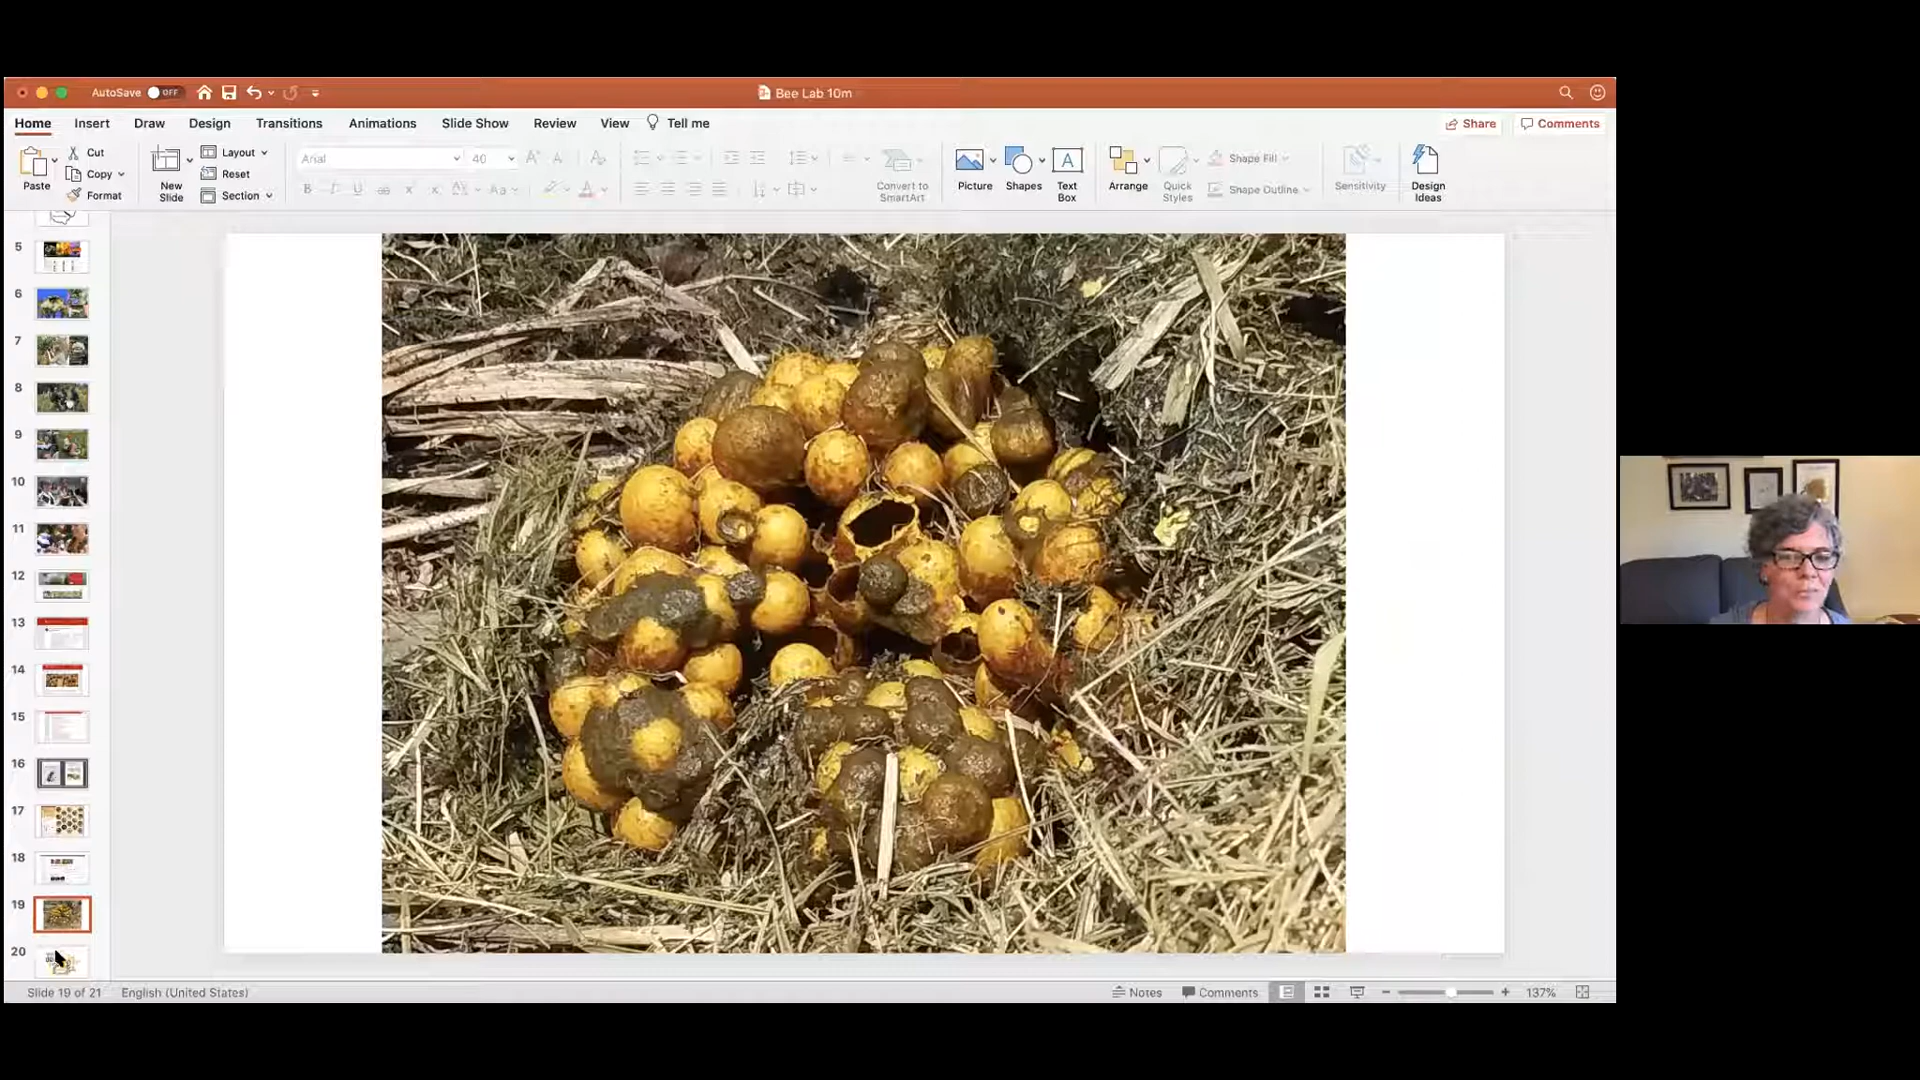 AutoSave OFF
Bee Lab 10m
Home Insert Draw Design Transitions Animations Slide Show Review View Tell me
Share Comments
Paste
Cut
Copy
Format
New Slide
Layout
Reset
Section
Arial 40
Convert to SmartArt
Picture
Shapes
Text Box
Arrange
Quick Styles
Shape Fill
Shape Outline
Sensitivity
Design Ideas
5
6
7
8
9
10
11
12
13
14
15
16
17
18
19
20
Slide 19 of 21 English (United States)
Notes Comments 137%